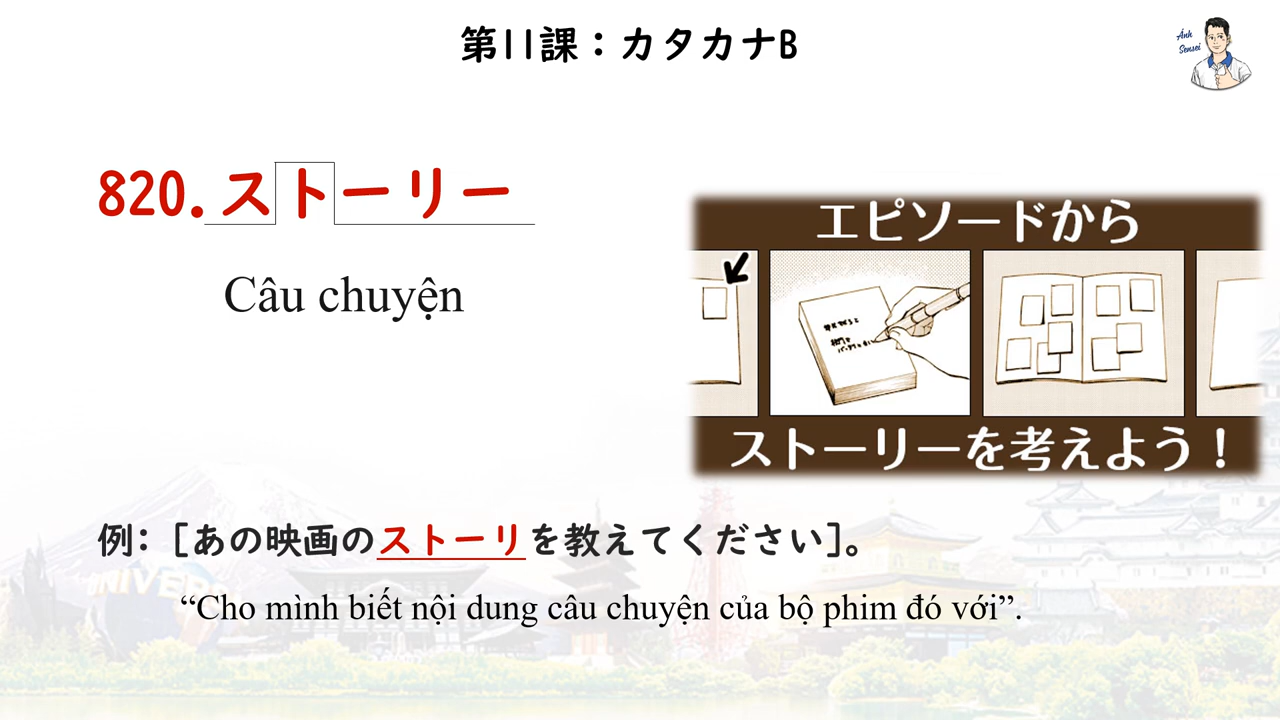 第11課：カタカナB
Anh
Sensei
820.ストーリー
Câu chuyện
エピソードから
ストーリーを考えよう！
例: [あの映画のストーリを教えてください]。
“Cho mình biết nội dung câu chuyện của bộ phim đó với”.
UNIVER